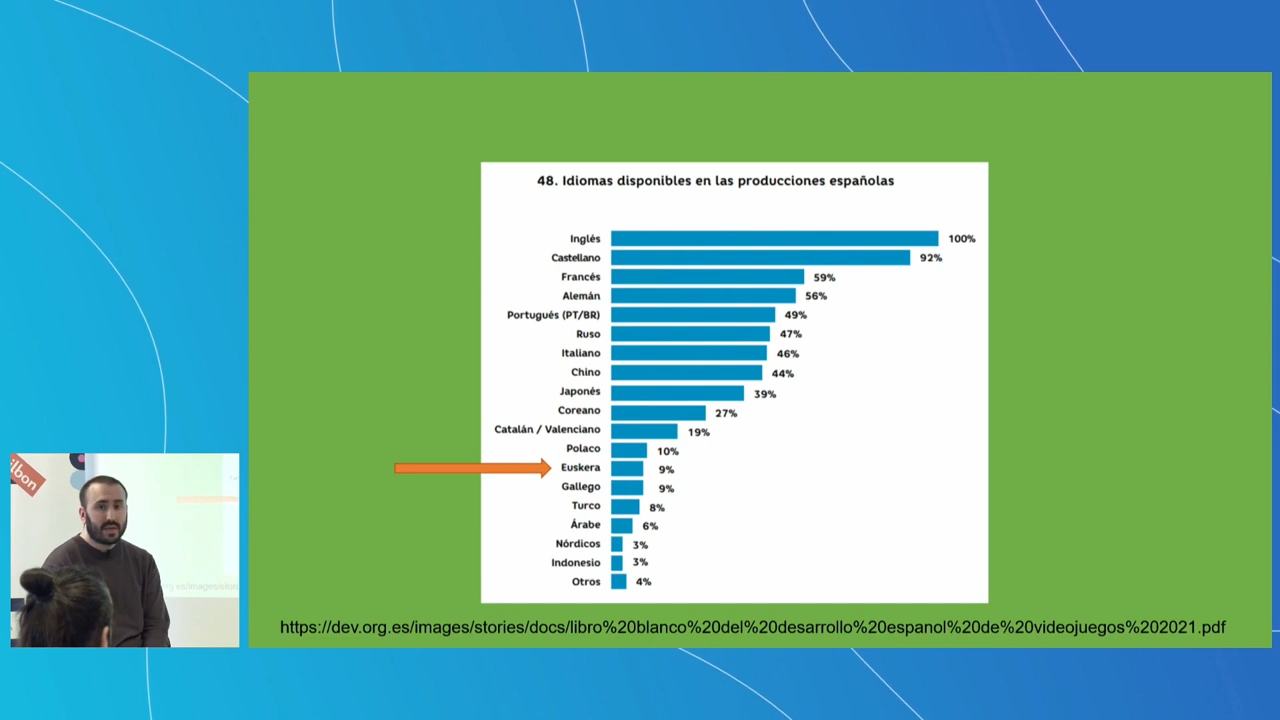 48. Idiomas disponibles en las producciones españolas
Inglés 100%
Castellano 92%
Francés 59%
Alemán 56%
Portugués (PT/BR) 49%
Ruso 47%
Italiano 46%
Chino 44%
Japonés 39%
Coreano 27%
Catalán / Valenciano 19%
Polaco 10%
Euskera 9%
Gallego 9%
Turco 8%
Árabe 6%
Nórdicos 3%
Indonesio 3%
Otros 4%
https://dev.org.es/images/stories/docs/libro%20blanco%20del%20desarrollo%20espanol%20de%20videojuegos%202021.pdf